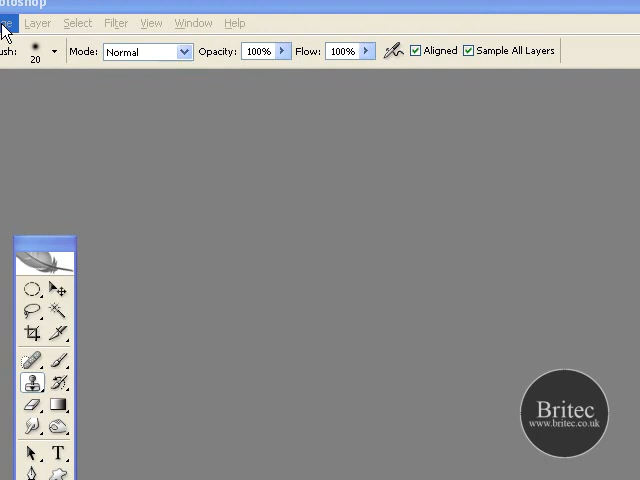 otoshop
ge Layer Select Filter View Window Help
ush: 20 Mode: Normal Opacity: 100% Flow: 100% Aligned Sample All Layers
T
Britec
www.britec.co.uk